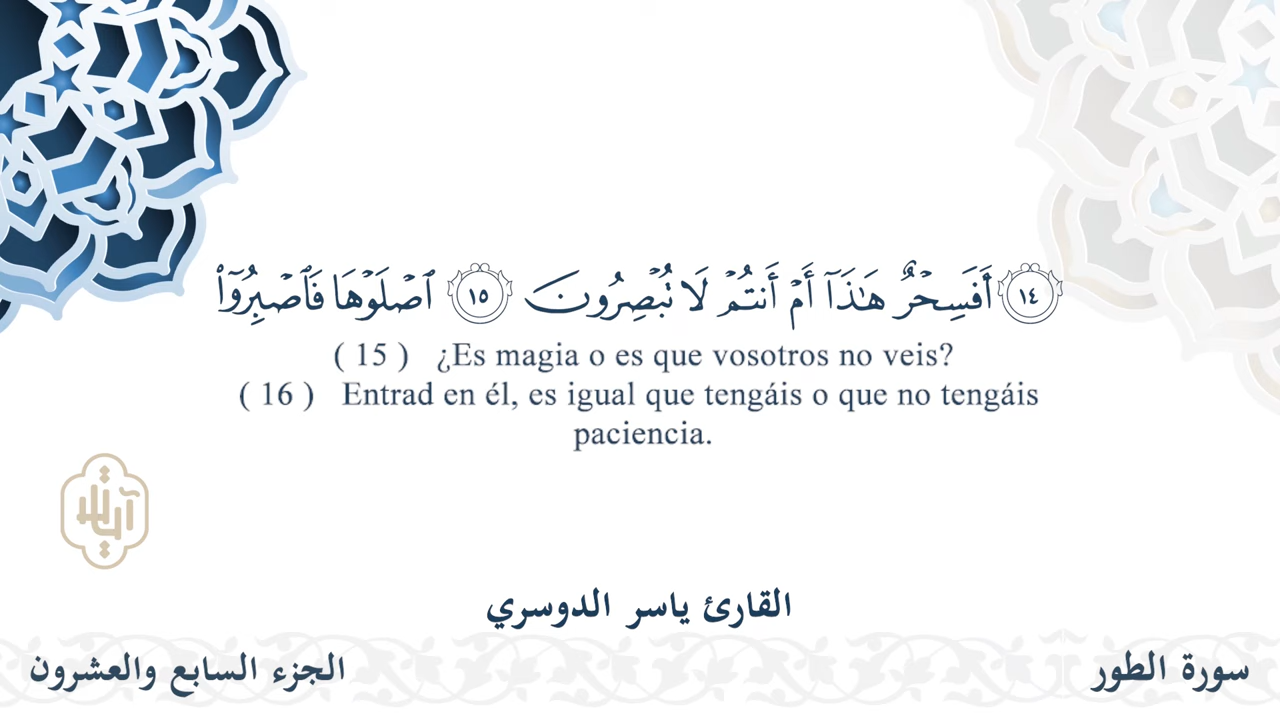 ١٤ أَفَسِحْرٌ هَٰذَآ أَمْ أَنتُمْ لَا تُبْصِرُونَ ١٥ ٱصْلَوْهَا فَٱصْبِرُوٓا۟
( 15 ) ¿Es magia o es que vosotros no veis?
( 16 ) Entrad en él, es igual que tengáis o que no tengáis
paciencia.
القارئ ياسر الدوسري
سورة الطور
الجزء السابع والعشرون